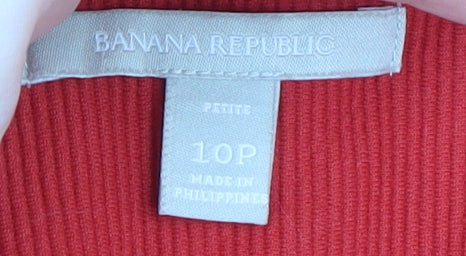 BANANA REPUBLIC
PETITE
10P
MADE IN
PHILIPPINES